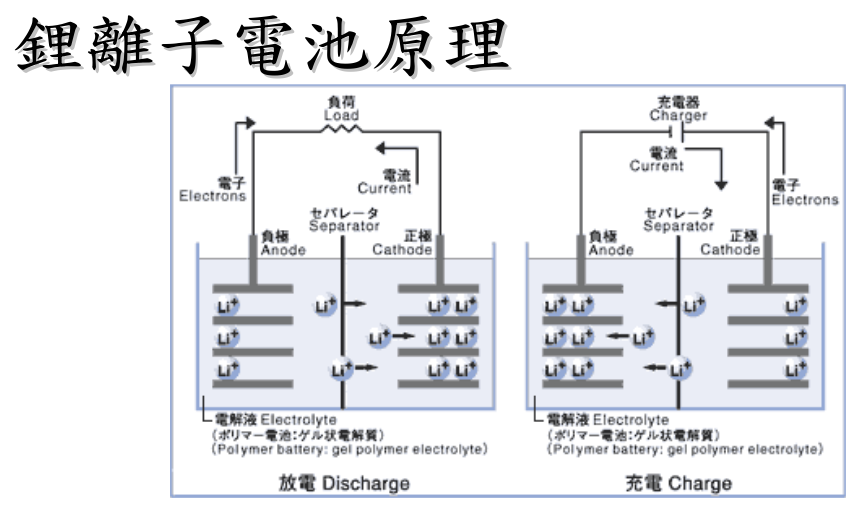 鋰離子電池原理
負荷
Load
電子
Electrons
電流
Current
セパレータ
Separator
負極
Anode
正極
Cathode
Li+
Li+
Li+ Li+
Li+
Li+
Li+ Li+
Li+
Li+
Li+ Li+
電解液 Electrolyte
(ポリマー電池:ゲル状電解質)
(Polymer battery: gel polymer electrolyte)
放電 Discharge
充電器
Charger
電流
Current
電子
Electrons
セパレータ
Separator
負極
Anode
正極
Cathode
Li+ Li+
Li+
Li+
Li+ Li+
Li+
Li+
Li+ Li+
Li+
Li+
電解液 Electrolyte
(ポリマー電池:ゲル状電解質)
(Polymer battery: gel polymer electrolyte)
充電 Charge